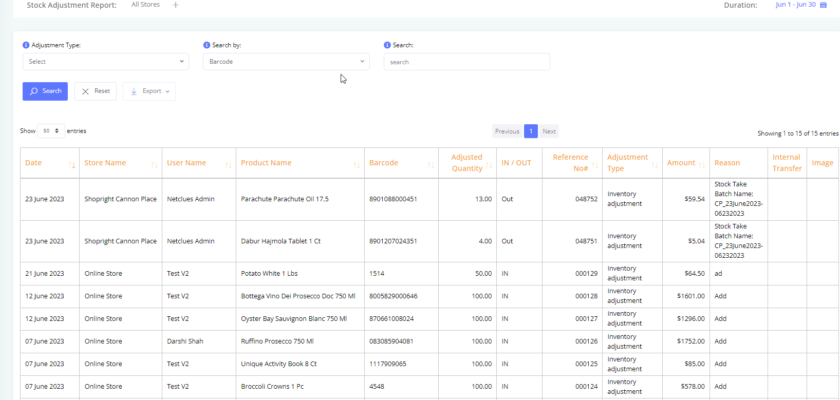 Stock Adjustment Report: All Stores + Duration: Jun 1 - Jun 30
Adjustment Type: Search by: Search:
Select Barcode search
Search Reset Export
Show 50 entries Previous 1 Next Showing 1 to 15 of 15 entries
Date Store Name User Name Product Name Barcode Adjusted Quantity IN / OUT Reference No# Adjustment Type Amount Reason Internal Transfer Image
23 June 2023 Shopright Cannon Place Netclues Admin Parachute Parachute Oil 17,5 8901088000451 13.00 Out 048752 Inventory adjustment $59.54 Stock Take Batch Name: CP_23June2023-06232023
23 June 2023 Shopright Cannon Place Netclues Admin Dabur Hajmola Tablet 1 Ct 8901207024351 4.00 Out 048751 Inventory adjustment $5.04 Stock Take Batch Name: CP_23June2023-06232023
21 June 2023 Online Store Test V2 Potato White 1 Lbs 1514 50.00 IN 000129 Inventory adjustment $64.50 ad
12 June 2023 Online Store Test V2 Bottega Vino Dei Prosecco Doc 750 Ml 8005829000646 100.00 IN 000128 Inventory adjustment $1601.00 Add
12 June 2023 Online Store Test V2 Oyster Bay Sauvignon Blanc 750 Ml 870661008024 100.00 IN 000127 Inventory adjustment $1296.00 Add
07 June 2023 Online Store Darshi Shah Ruffino Prosecco 750 Ml 083085904081 100.00 IN 000126 Inventory adjustment $1752.00 Add
07 June 2023 Online Store Test V2 Unique Activity Book 8 Ct 1117909065 100.00 IN 000125 Inventory adjustment $85.00 Add
07 June 2023 Online Store Test V2 Broccoli Crowns 1 Pc 4548 100.00 IN 000124 Inventory adjustment $578.00 Add